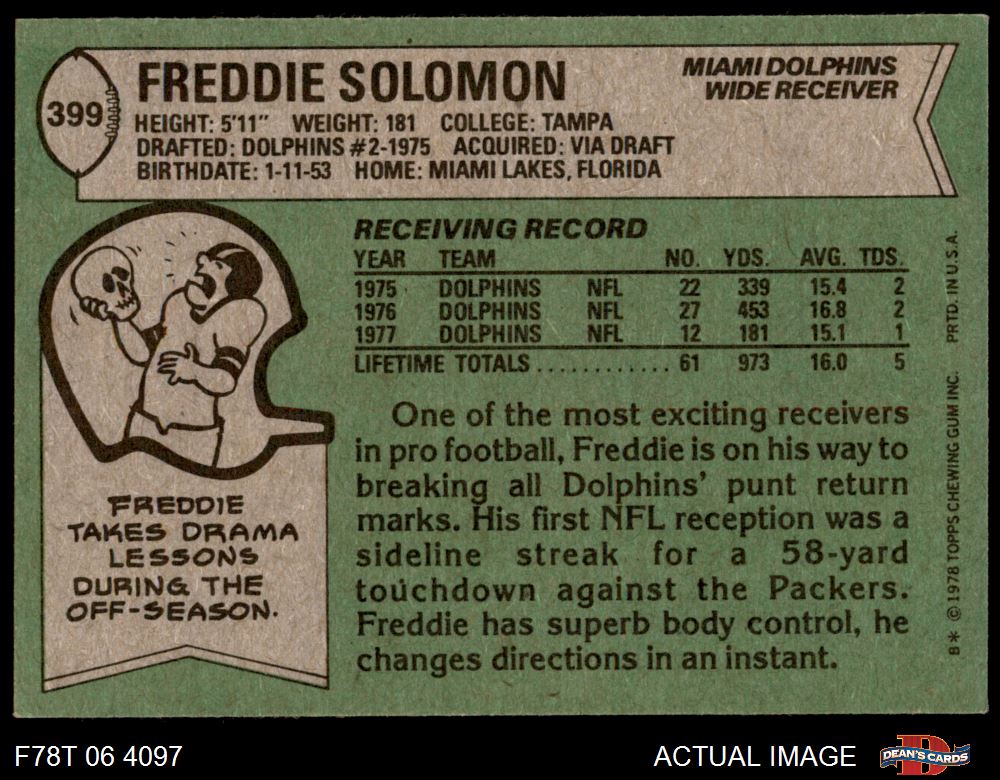 399
FREDDIE SOLOMON
MIAMI DOLPHINS
WIDE RECEIVER
HEIGHT: 5'11" WEIGHT: 181 COLLEGE: TAMPA
DRAFTED: DOLPHINS #2-1975 ACQUIRED: VIA DRAFT
BIRTHDATE: 1-11-53 HOME: MIAMI LAKES, FLORIDA
RECEIVING RECORD
YEAR TEAM NO. YDS. AVG. TDS.
1975 DOLPHINS NFL 22 339 15.4 2
1976 DOLPHINS NFL 27 453 16.8 2
1977 DOLPHINS NFL 12 181 15.1 1
LIFETIME TOTALS ............ 61 973 16.0 5
One of the most exciting receivers
in pro football, Freddie is on his way to
breaking all Dolphins' punt return
marks. His first NFL reception was a
sideline streak for a 58-yard
touchdown against the Packers.
Freddie has superb body control, he
changes directions in an instant.
FREDDIE
TAKES DRAMA
LESSONS
DURING THE
OFF-SEASON.
B* © 1978 TOPPS CHEWING GUM INC. PRTD. IN U.S.A.
F78T 06 4097
ACTUAL IMAGE
DEAN'S CARDS